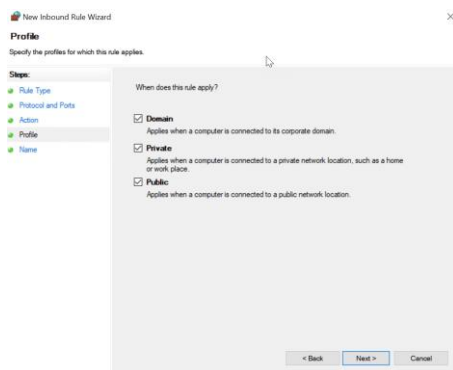 New Inbound Rule Wizard
Profile
Specify the profiles for which this rule applies.
Steps:
Rule Type
Protocol and Ports
Action
Profile
Name
When does this rule apply?
Domain
Applies when a computer is connected to its corporate domain.
Private
Applies when a computer is connected to a private network location, such as a home
or work place.
Public
Applies when a computer is connected to a public network location.
< Back
Next >
Cancel